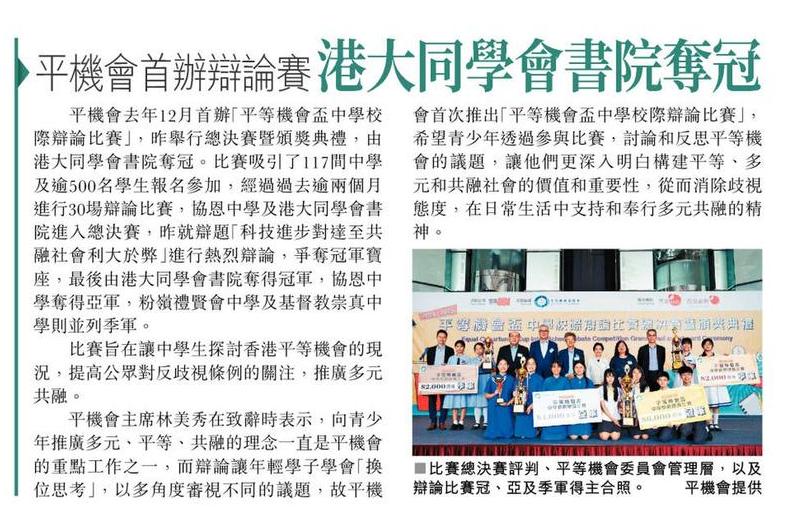 平機會首辦辯論賽 港大同學會書院奪冠
平機會去年12月首辦「平等機會盃中學校
際辯論比賽」，昨舉行總決賽暨頒獎典禮，由
港大同學會書院奪冠。比賽吸引了117間中學
及逾500名學生報名參加，經過過去逾兩個月
進行30場辯論比賽，協恩中學及港大同學會書
院進入總決賽，昨就辯題「科技進步對達至共
融社會利大於弊」進行熱烈辯論，爭奪冠軍寶
座，最後由港大同學會書院奪得冠軍，協恩中
學奪得亞軍，粉嶺禮賢會中學及基督教崇真中
學則並列季軍。
比賽旨在讓中學生探討香港平等機會的現
況，提高公眾對反歧視條例的關注，推廣多元
共融。
平機會主席林美秀在致辭時表示，向青少
年推廣多元、平等、共融的理念一直是平機會
的重點工作之一，而辯論讓年輕學子學會「換
位思考」，以多角度審視不同的議題，故平機
會首次推出「平等機會盃中學校際辯論比賽」，
希望青少年透過參與比賽，討論和反思平等機
會的議題，讓他們更深入明白構建平等、多
元和共融社會的價值和重要性，從而消除歧視
態度，在日常生活中支持和奉行多元共融的精
神。
平等機會盃中學校際辯論比賽總決賽暨頒獎典禮
$2,000 季軍
$2,000 季軍
亞軍
冠軍
■比賽總決賽評判、平等機會委員會管理層，以及
辯論比賽冠、亞及季軍得主合照。 平機會提供